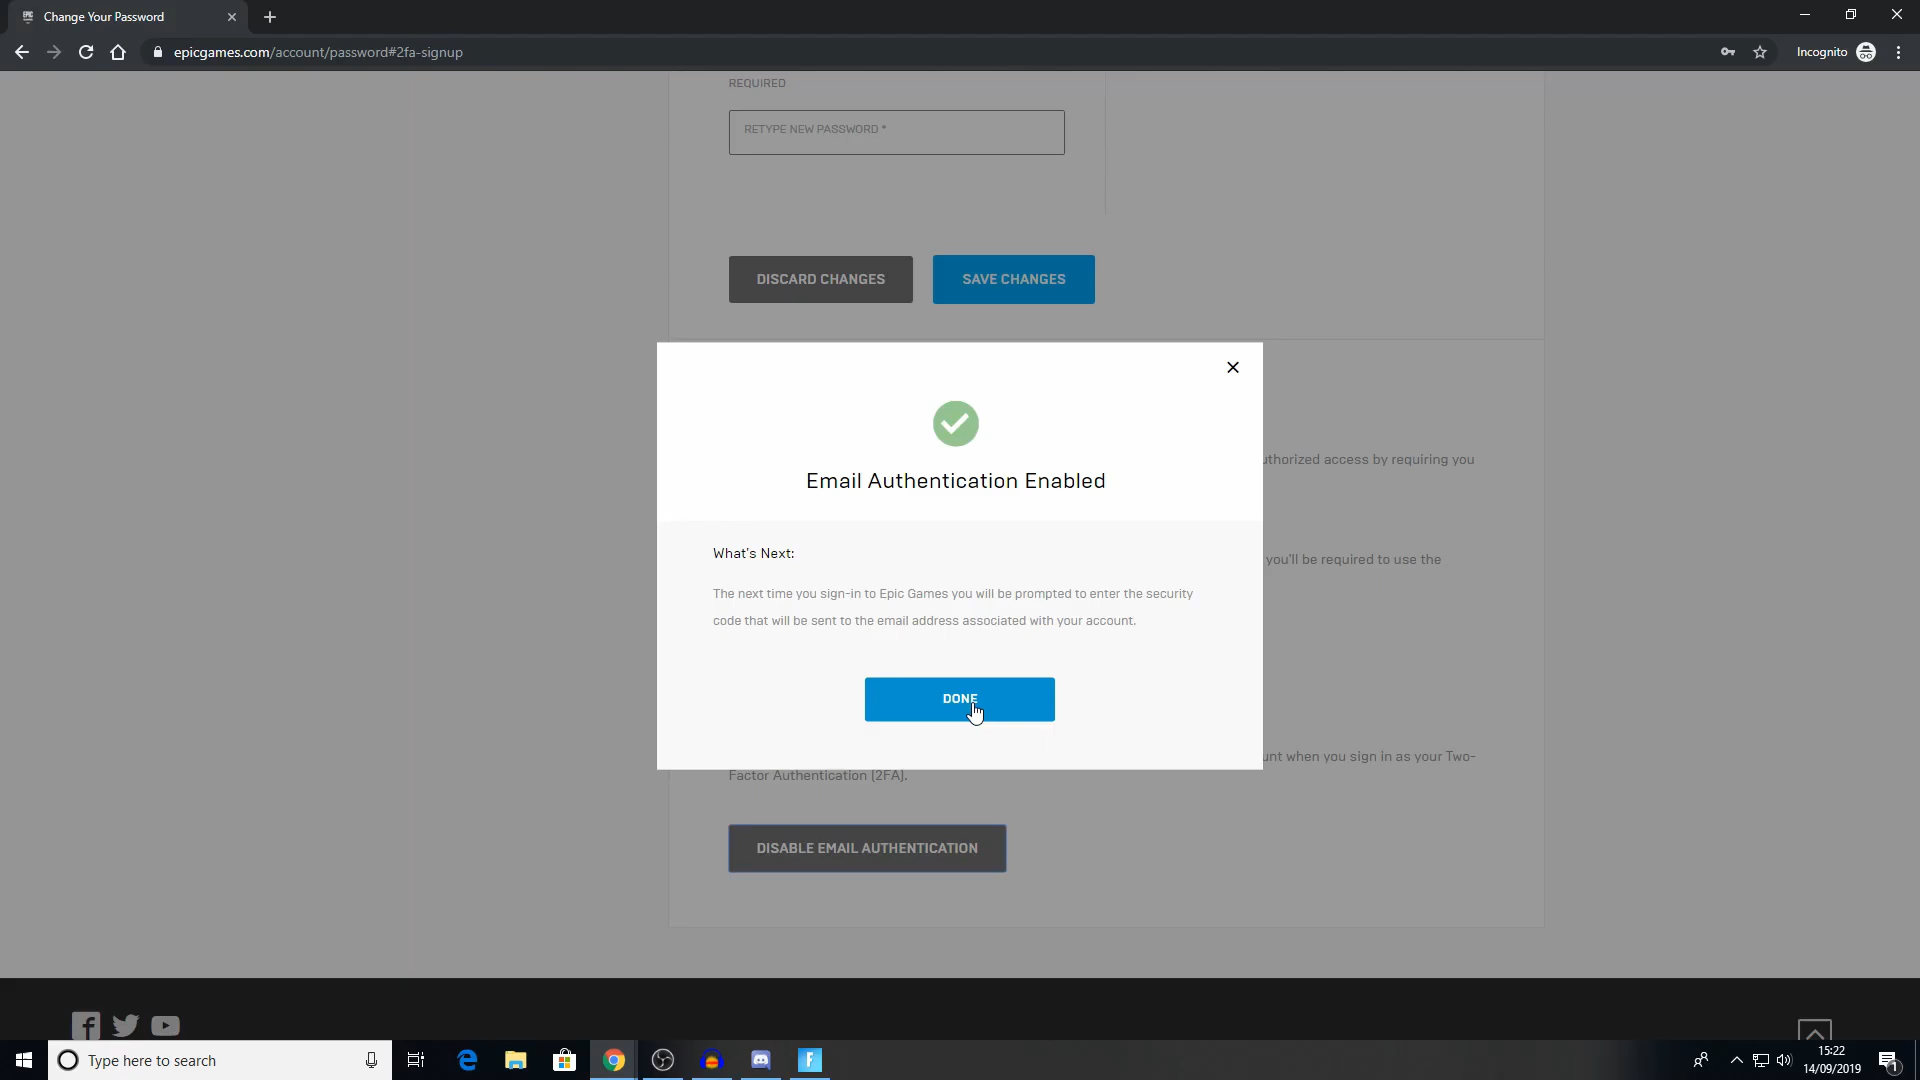 Change Your Password
epicgames.com/account/password#2fa-signup
Incognito
REQUIRED
RETYPE NEW PASSWORD *
DISCARD CHANGES
SAVE CHANGES
Email Authentication Enabled
uthorized access by requiring you
What's Next:
you'll be required to use the
The next time you sign-in to Epic Games you will be prompted to enter the security
code that will be sent to the email address associated with your account.
DONE
unt when you sign in as your Two-
Factor Authentication (2FA).
DISABLE EMAIL AUTHENTICATION
Type here to search
15:22
14/09/2019
1